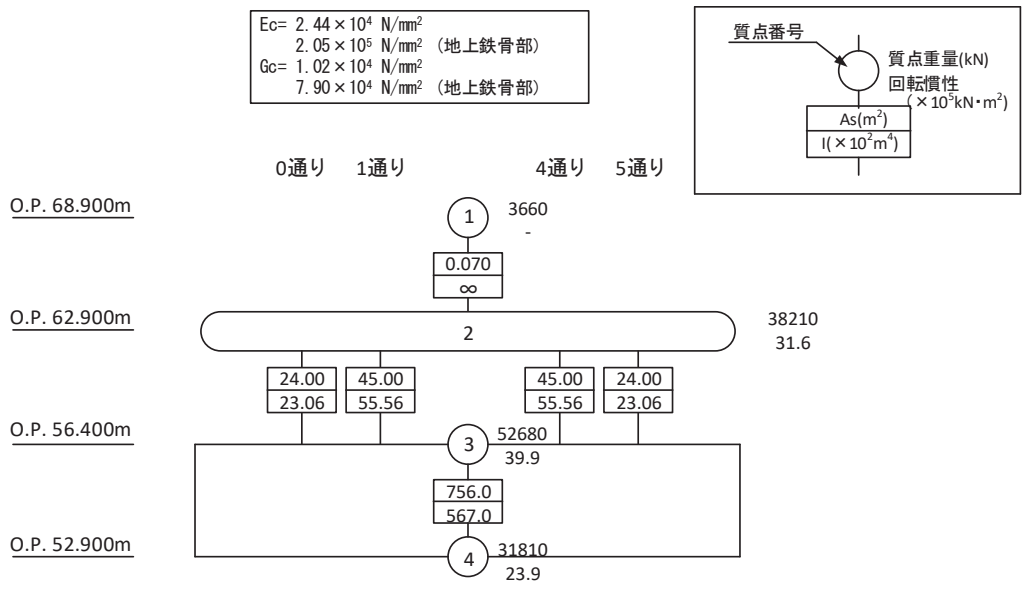 Ec= 2.44×10⁴ N/mm²
2.05×10⁵ N/mm² (地上鉄骨部)
Gc= 1.02×10⁴ N/mm²
7.90×10⁴ N/mm² (地上鉄骨部)
質点番号
質点重量(kN)
回転慣性
(×10⁵kN・m²)
As(m²)
I(×10²m⁴)
0通り 1通り 4通り 5通り
O.P. 68.900m
1
3660
-
0.070
∞
O.P. 62.900m
2
38210
31.6
24.00 45.00 45.00 24.00
23.06 55.56 55.56 23.06
O.P. 56.400m
3
52680
39.9
756.0
567.0
O.P. 52.900m
4
31810
23.9